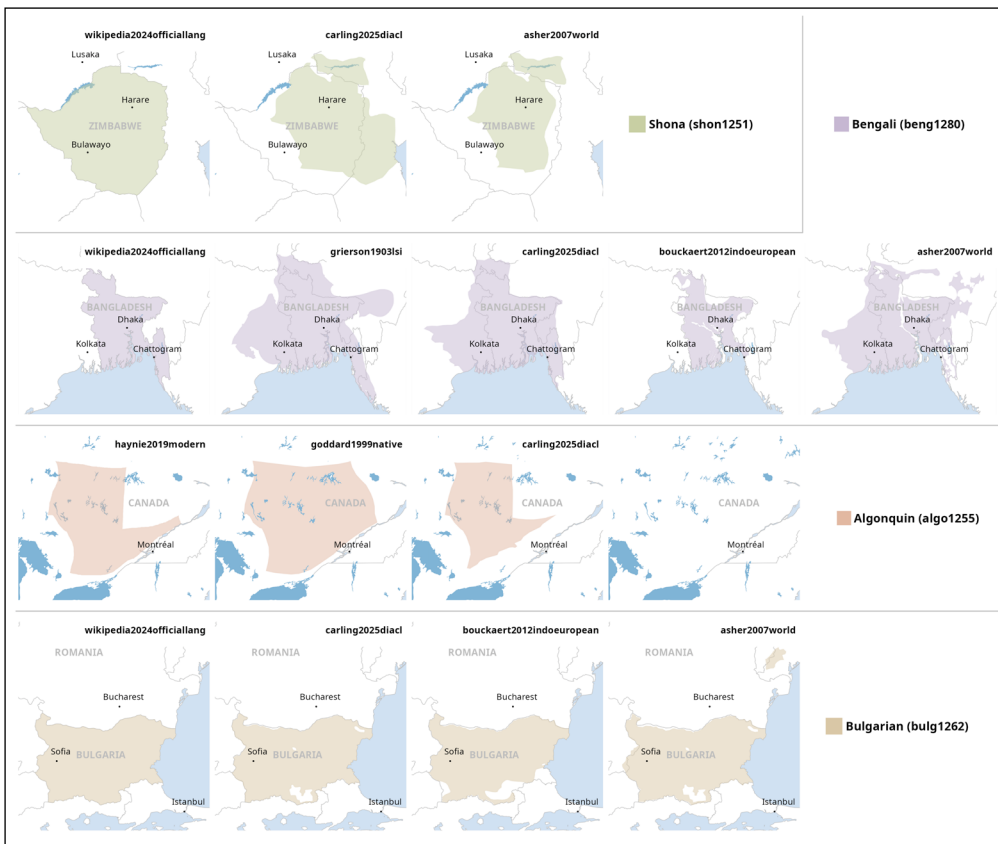 wikipedia2024officiallang
carling2025diacl
asher2007world
Lusaka
Harare
ZIMBABWE
Bulawayo
Lusaka
Harare
ZIMBABWE
Bulawayo
Lusaka
Harare
ZIMBABWE
Bulawayo
Shona (shon1251)
Bengali (beng1280)
wikipedia2024officiallang
grierson1903lsi
carling2025diacl
bouckaert2012indoeuropean
asher2007world
BANGLADESH
Dhaka
Kolkata
Chattogram
BANGLADESH
Dhaka
Kolkata
Chattogram
BANGLADESH
Dhaka
Kolkata
Chattogram
BANGLADESH
Dhaka
Kolkata
Chattogram
BANGLADESH
Dhaka
Kolkata
Chattogram
haynie2019modern
goddard1999native
carling2025diacl
CANADA
Montréal
CANADA
Montréal
CANADA
Montréal
CANADA
Montréal
Algonquin (algo1255)
wikipedia2024officiallang
carling2025diacl
bouckaert2012indoeuropean
asher2007world
ROMANIA
Bucharest
Sofia
BULGARIA
Istanbul
ROMANIA
Bucharest
Sofia
BULGARIA
Istanbul
ROMANIA
Bucharest
Sofia
BULGARIA
Istanbul
ROMANIA
Bucharest
Sofia
BULGARIA
Istanbul
Bulgarian (bulg1262)